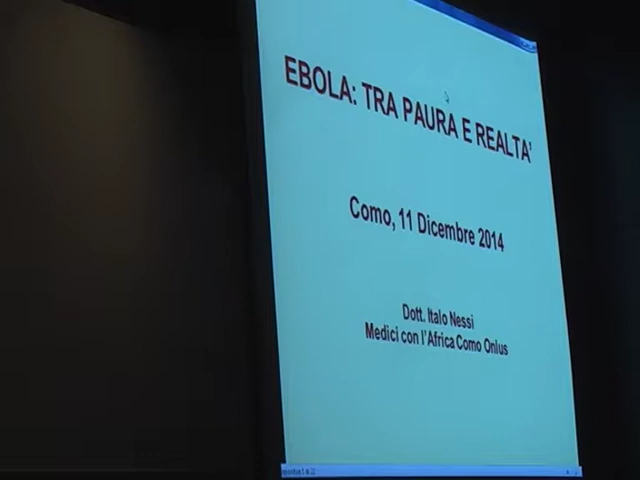 EBOLA: TRA PAURA E REALTA'
Como, 11 Dicembre 2014
Dott. Italo Nessi
Medici con l'Africa Como Onlus